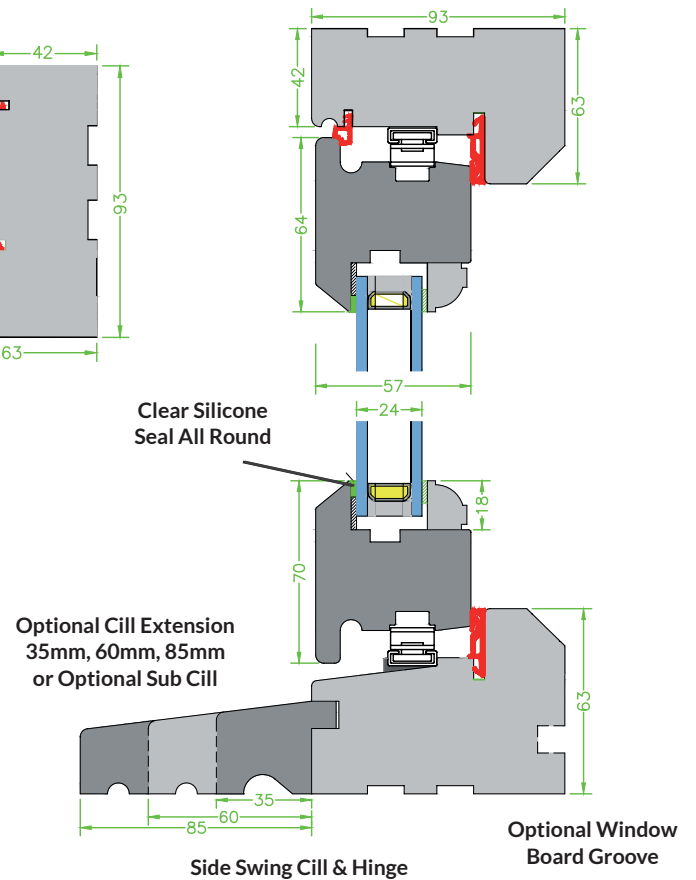 93
42
42
63
93
64
63
57
24
Clear Silicone
Seal All Round
18
70
Optional Cill Extension
35mm, 60mm, 85mm
or Optional Sub Cill
63
35
60
85
Optional Window
Board Groove
Side Swing Cill & Hinge